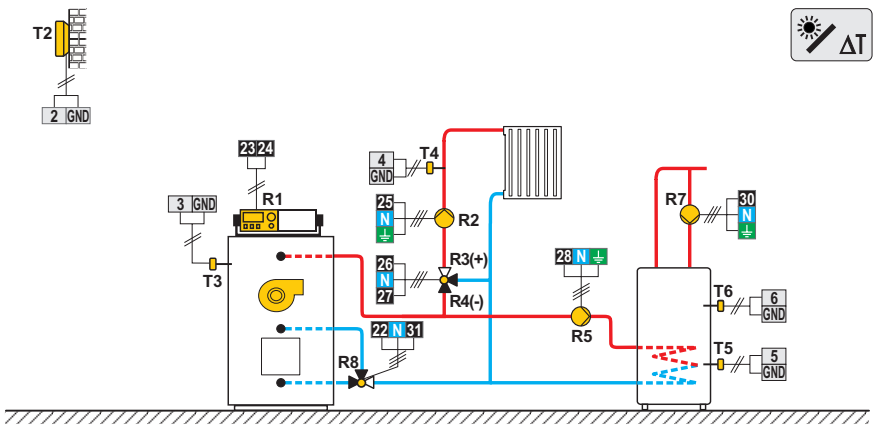 T2
ΔT
2 GND
23 24
4
GND
T4
3 GND
R1
25
N
R2
R7
30
N
T3
26
N
27
R3(+)
R4(-)
28 N
R5
T6
6
GND
22 N 31
R8
T5
5
GND